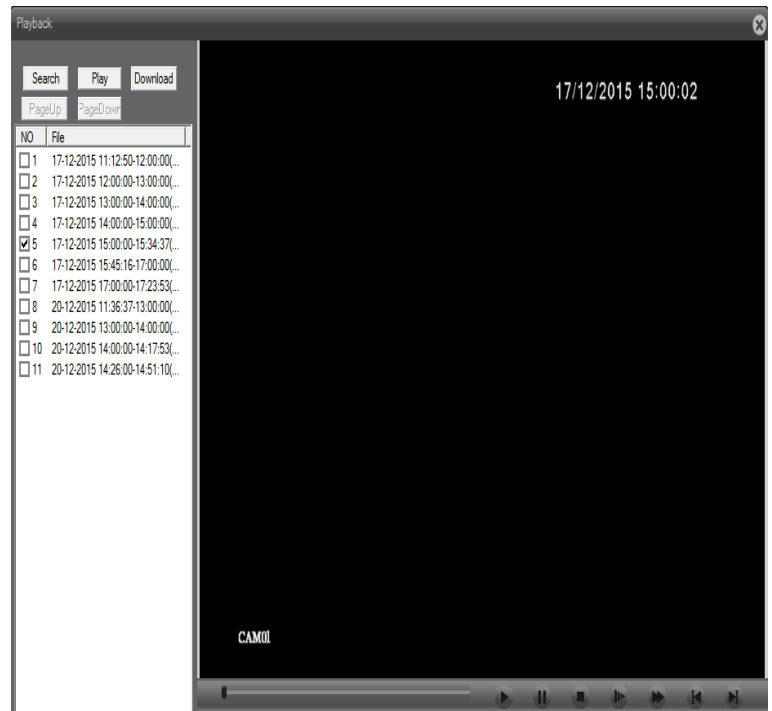 Playback
Search Play Download
PageUp PageDown
NO File
1 17-12-2015 11:12:50-12:00:00(...
2 17-12-2015 12:00:00-13:00:00(...
3 17-12-2015 13:00:00-14:00:00(...
4 17-12-2015 14:00:00-15:00:00(...
5 17-12-2015 15:00:00-15:34:37(...
6 17-12-2015 15:45:16-17:00:00(...
7 17-12-2015 17:00:00-17:23:53(...
8 20-12-2015 11:36:37-13:00:00(...
9 20-12-2015 13:00:00-14:00:00(...
10 20-12-2015 14:00:00-14:17:53(...
11 20-12-2015 14:26:00-14:51:10(...
17/12/2015 15:00:02
CAM01